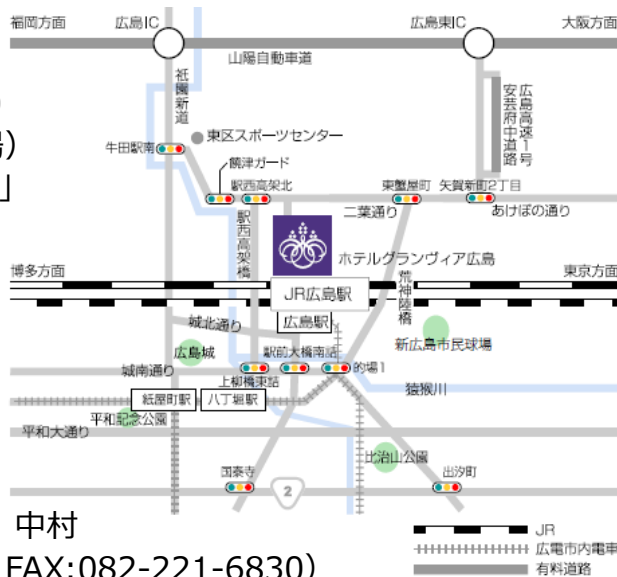 福岡方面
広島IC
広島東IC
大阪方面
山陽自動車道
祇園新道
広島高速1号
安芸府中道路
場）
」
東区スポーツセンター
牛田駅南
饒津ガード
駅西高架北
東蟹屋町
矢賀新町2丁目
二葉通り
あけぼの通り
駅西高架橋
ホテルグランヴィア広島
荒神陸橋
博多方面
東京方面
JR広島駅
広島駅
城北通り
新広島市民球場
広島城
駅前大橋南詰
城南通り
上柳橋東詰
的場1
猿猴川
紙屋町駅
八丁堀駅
平和記念公園
平和大通り
比治山公園
国泰寺
2
出汐町
中村
FAX:082-221-6830）
JR
広電市内電車
有料道路